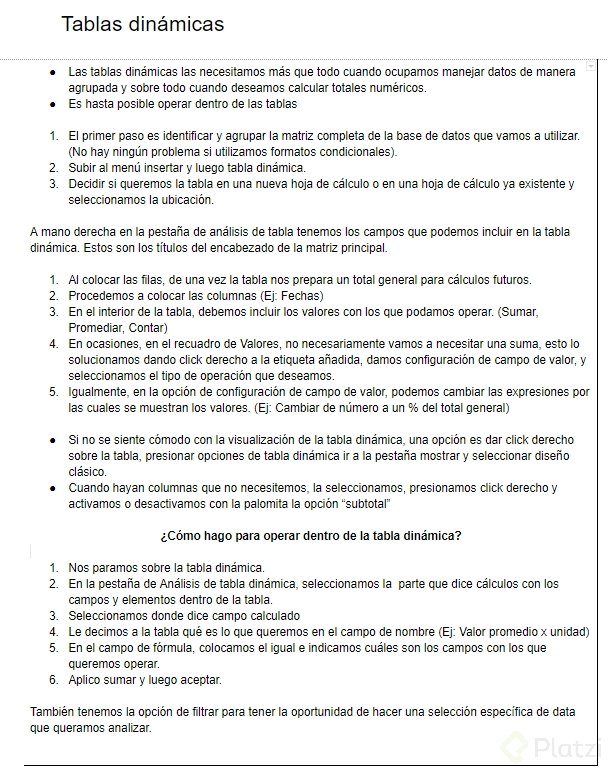 Tablas dinámicas
● Las tablas dinámicas las necesitamos más que todo cuando ocupamos manejar datos de manera
agrupada y sobre todo cuando deseamos calcular totales numéricos.
● Es hasta posible operar dentro de las tablas
1. El primer paso es identificar y agrupar la matriz completa de la base de datos que vamos a utilizar.
(No hay ningún problema si utilizamos formatos condicionales).
2. Subir al menú insertar y luego tabla dinámica.
3. Decidir si queremos la tabla en una nueva hoja de cálculo o en una hoja de cálculo ya existente y
seleccionamos la ubicación.
A mano derecha en la pestaña de análisis de tabla tenemos los campos que podemos incluir en la tabla
dinámica. Estos son los títulos del encabezado de la matriz principal.
1. Al colocar las filas, de una vez la tabla nos prepara un total general para cálculos futuros.
2. Procedemos a colocar las columnas (Ej: Fechas)
3. En el interior de la tabla, debemos incluir los valores con los que podamos operar. (Sumar,
Promediar, Contar)
4. En ocasiones, en el recuadro de Valores, no necesariamente vamos a necesitar una suma, esto lo
solucionamos dando click derecho a la etiqueta añadida, damos configuración de campo de valor, y
seleccionamos el tipo de operación que deseamos.
5. Igualmente, en la opción de configuración de campo de valor, podemos cambiar las expresiones por
las cuales se muestran los valores. (Ej: Cambiar de número a un % del total general)
● Si no se siente cómodo con la visualización de la tabla dinámica, una opción es dar click derecho
sobre la tabla, presionar opciones de tabla dinámica ir a la pestaña mostrar y seleccionar diseño
clásico.
● Cuando hayan columnas que no necesitemos, la seleccionamos, presionamos click derecho y
activamos o desactivamos con la palomita la opción “subtotal”
¿Cómo hago para operar dentro de la tabla dinámica?
1. Nos paramos sobre la tabla dinámica.
2. En la pestaña de Análisis de tabla dinámica, seleccionamos la parte que dice cálculos con los
campos y elementos dentro de la tabla.
3. Seleccionamos donde dice campo calculado
4. Le decimos a la tabla qué es lo que queremos en el campo de nombre (Ej: Valor promedio x unidad)
5. En el campo de fórmula, colocamos el igual e indicamos cuáles son los campos con los que
queremos operar.
6. Aplico sumar y luego aceptar.
También tenemos la opción de filtrar para tener la oportunidad de hacer una selección específica de data
que queramos analizar.
Platzi